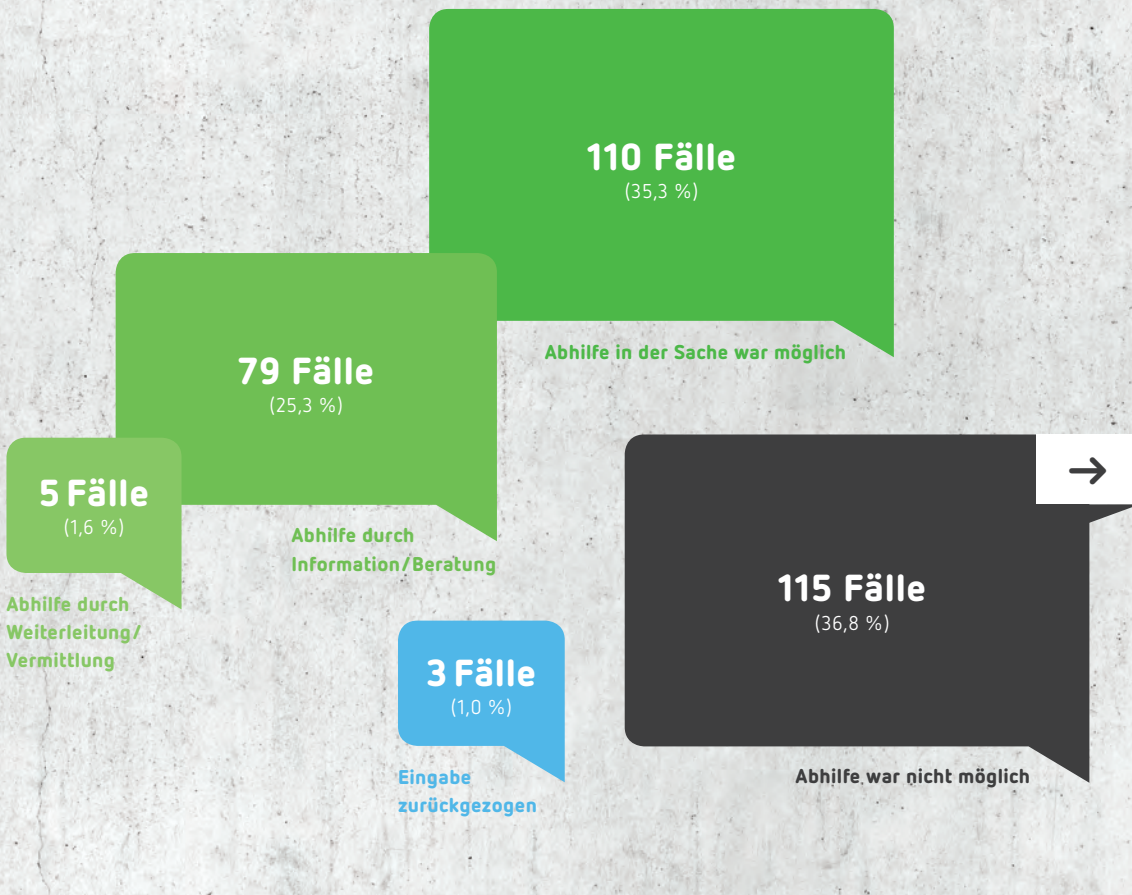 110 Fälle
(35,3 %)
Abhilfe in der Sache war möglich
79 Fälle
(25,3 %)
Abhilfe durch
Information/Beratung
5 Fälle
(1,6 %)
Abhilfe durch
Weiterleitung/
Vermittlung
3 Fälle
(1,0 %)
Eingabe
zurückgezogen
115 Fälle
(36,8 %)
Abhilfe war nicht möglich